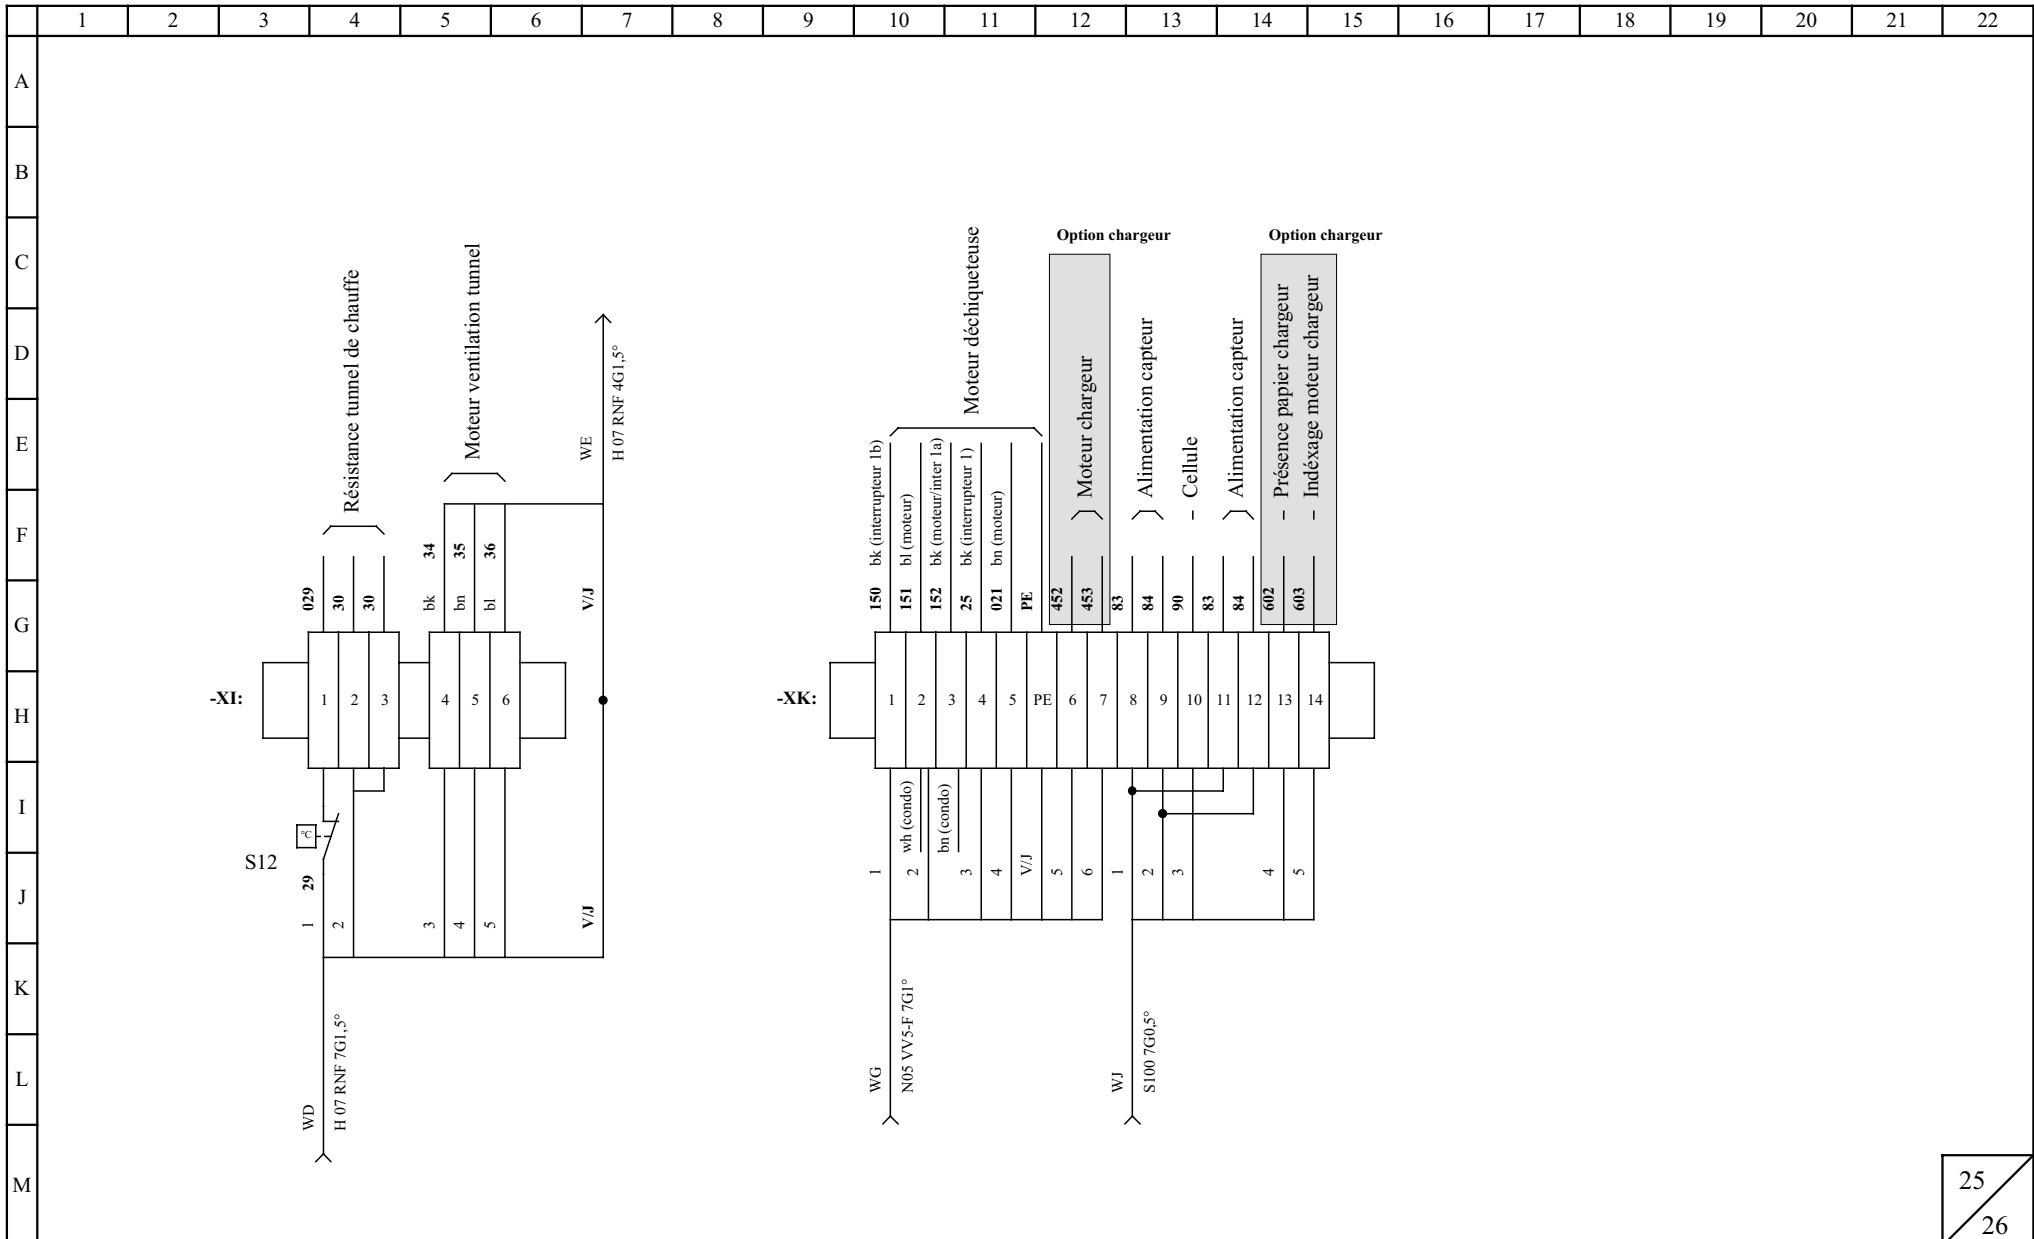 1 2 3 4 5 6 7 8 9 10 11 12 13 14 15 16 17 18 19 20 21 22
A
B
C
D
E
F
G
H
I
J
K
L
M
Résistance tunnel de chauffe
Moteur ventilation tunnel
WE
H 07 RNF 4G1,5°
029
30
30
34
35
36
bk
bn
bl
V/J
-XI:
1 2 3 4 5 6
°C
S12
29
1
2
3
4
5
V/J
WD
H 07 RNF 7G1,5°
Moteur déchiqueteuse
Option chargeur
Moteur chargeur
Alimentation capteur
Cellule
Alimentation capteur
Option chargeur
Présence papier chargeur
Indéxage moteur chargeur
150 bk (interrupteur 1b)
151 bl (moteur)
152 bk (moteur/inter 1a)
25 bk (interrupteur 1)
021 bn (moteur)
PE
452
453
83
84
90
83
84
602
603
-XK:
1 2 3 4 5 PE 6 7 8 9 10 11 12 13 14
wh (condo)
bn (condo)
1
2
3
4
V/J
5
6
1
2
3
4
5
WG
N05 VV5-F 7G1°
WJ
S100 7G0,5°
25
26